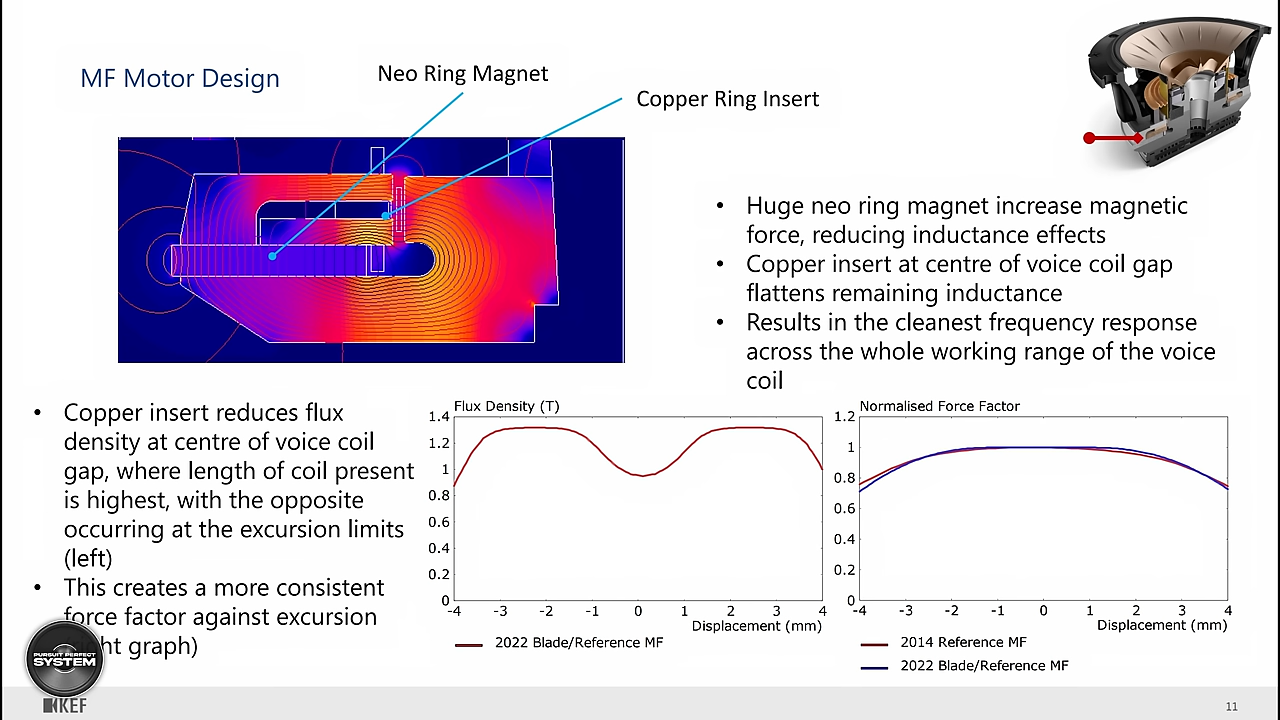 MF Motor Design
Neo Ring Magnet
Copper Ring Insert
• Huge neo ring magnet increase magnetic
force, reducing inductance effects
• Copper insert at centre of voice coil gap
flattens remaining inductance
• Results in the cleanest frequency response
across the whole working range of the voice
coil
• Copper insert reduces flux
density at centre of voice coil
gap, where length of coil present
is highest, with the opposite
occurring at the excursion limits
(left)
• This creates a more consistent
force factor against excursion
graph)
Flux Density (T)
1.4
1.2
1
0.8
0.6
0.4
0.2
0
-4 -3 -2 -1 0 1 2 3 4
Displacement (mm)
2022 Blade/Reference MF
Normalised Force Factor
1.2
1
0.8
0.6
0.4
0.2
0
-4 -3 -2 -1 0 1 2 3 4
Displacement (mm)
2014 Reference MF
2022 Blade/Reference MF
PURSUIT PERFECT
SYSTEM
KEF
11